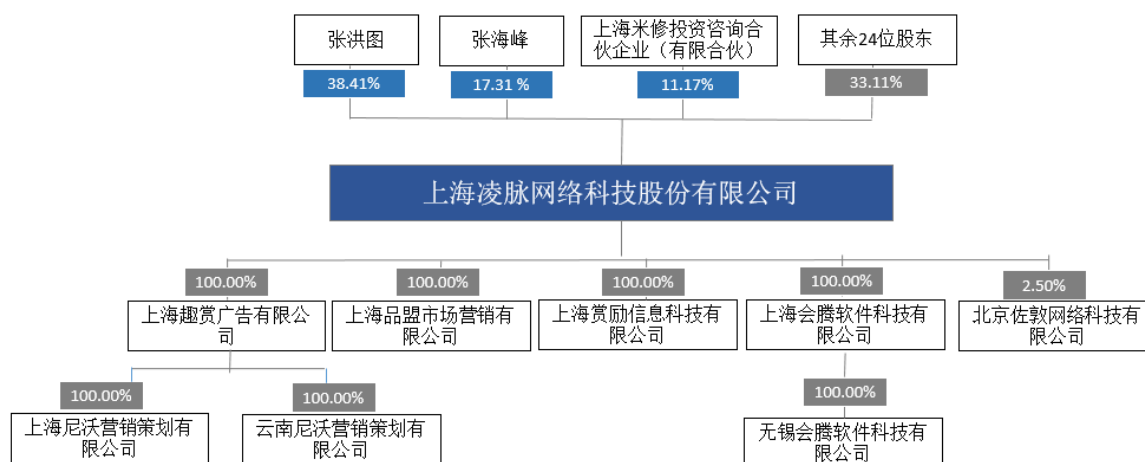 张洪图
张海峰
上海米修投资咨询合
伙企业（有限合伙）
其余24位股东
38.41%
17.31 %
11.17%
33.11%
上海凌脉网络科技股份有限公司
100.00%
100.00%
100.00%
100.00%
2.50%
上海趣赏广告有限公
司
上海品盟市场营销有
限公司
上海赏励信息科技有
限公司
上海会腾软件科技有
限公司
北京佐敦网络科技有
限公司
100.00%
100.00%
100.00%
上海尼沃营销策划有
限公司
云南尼沃营销策划有
限公司
无锡会腾软件科技有
限公司